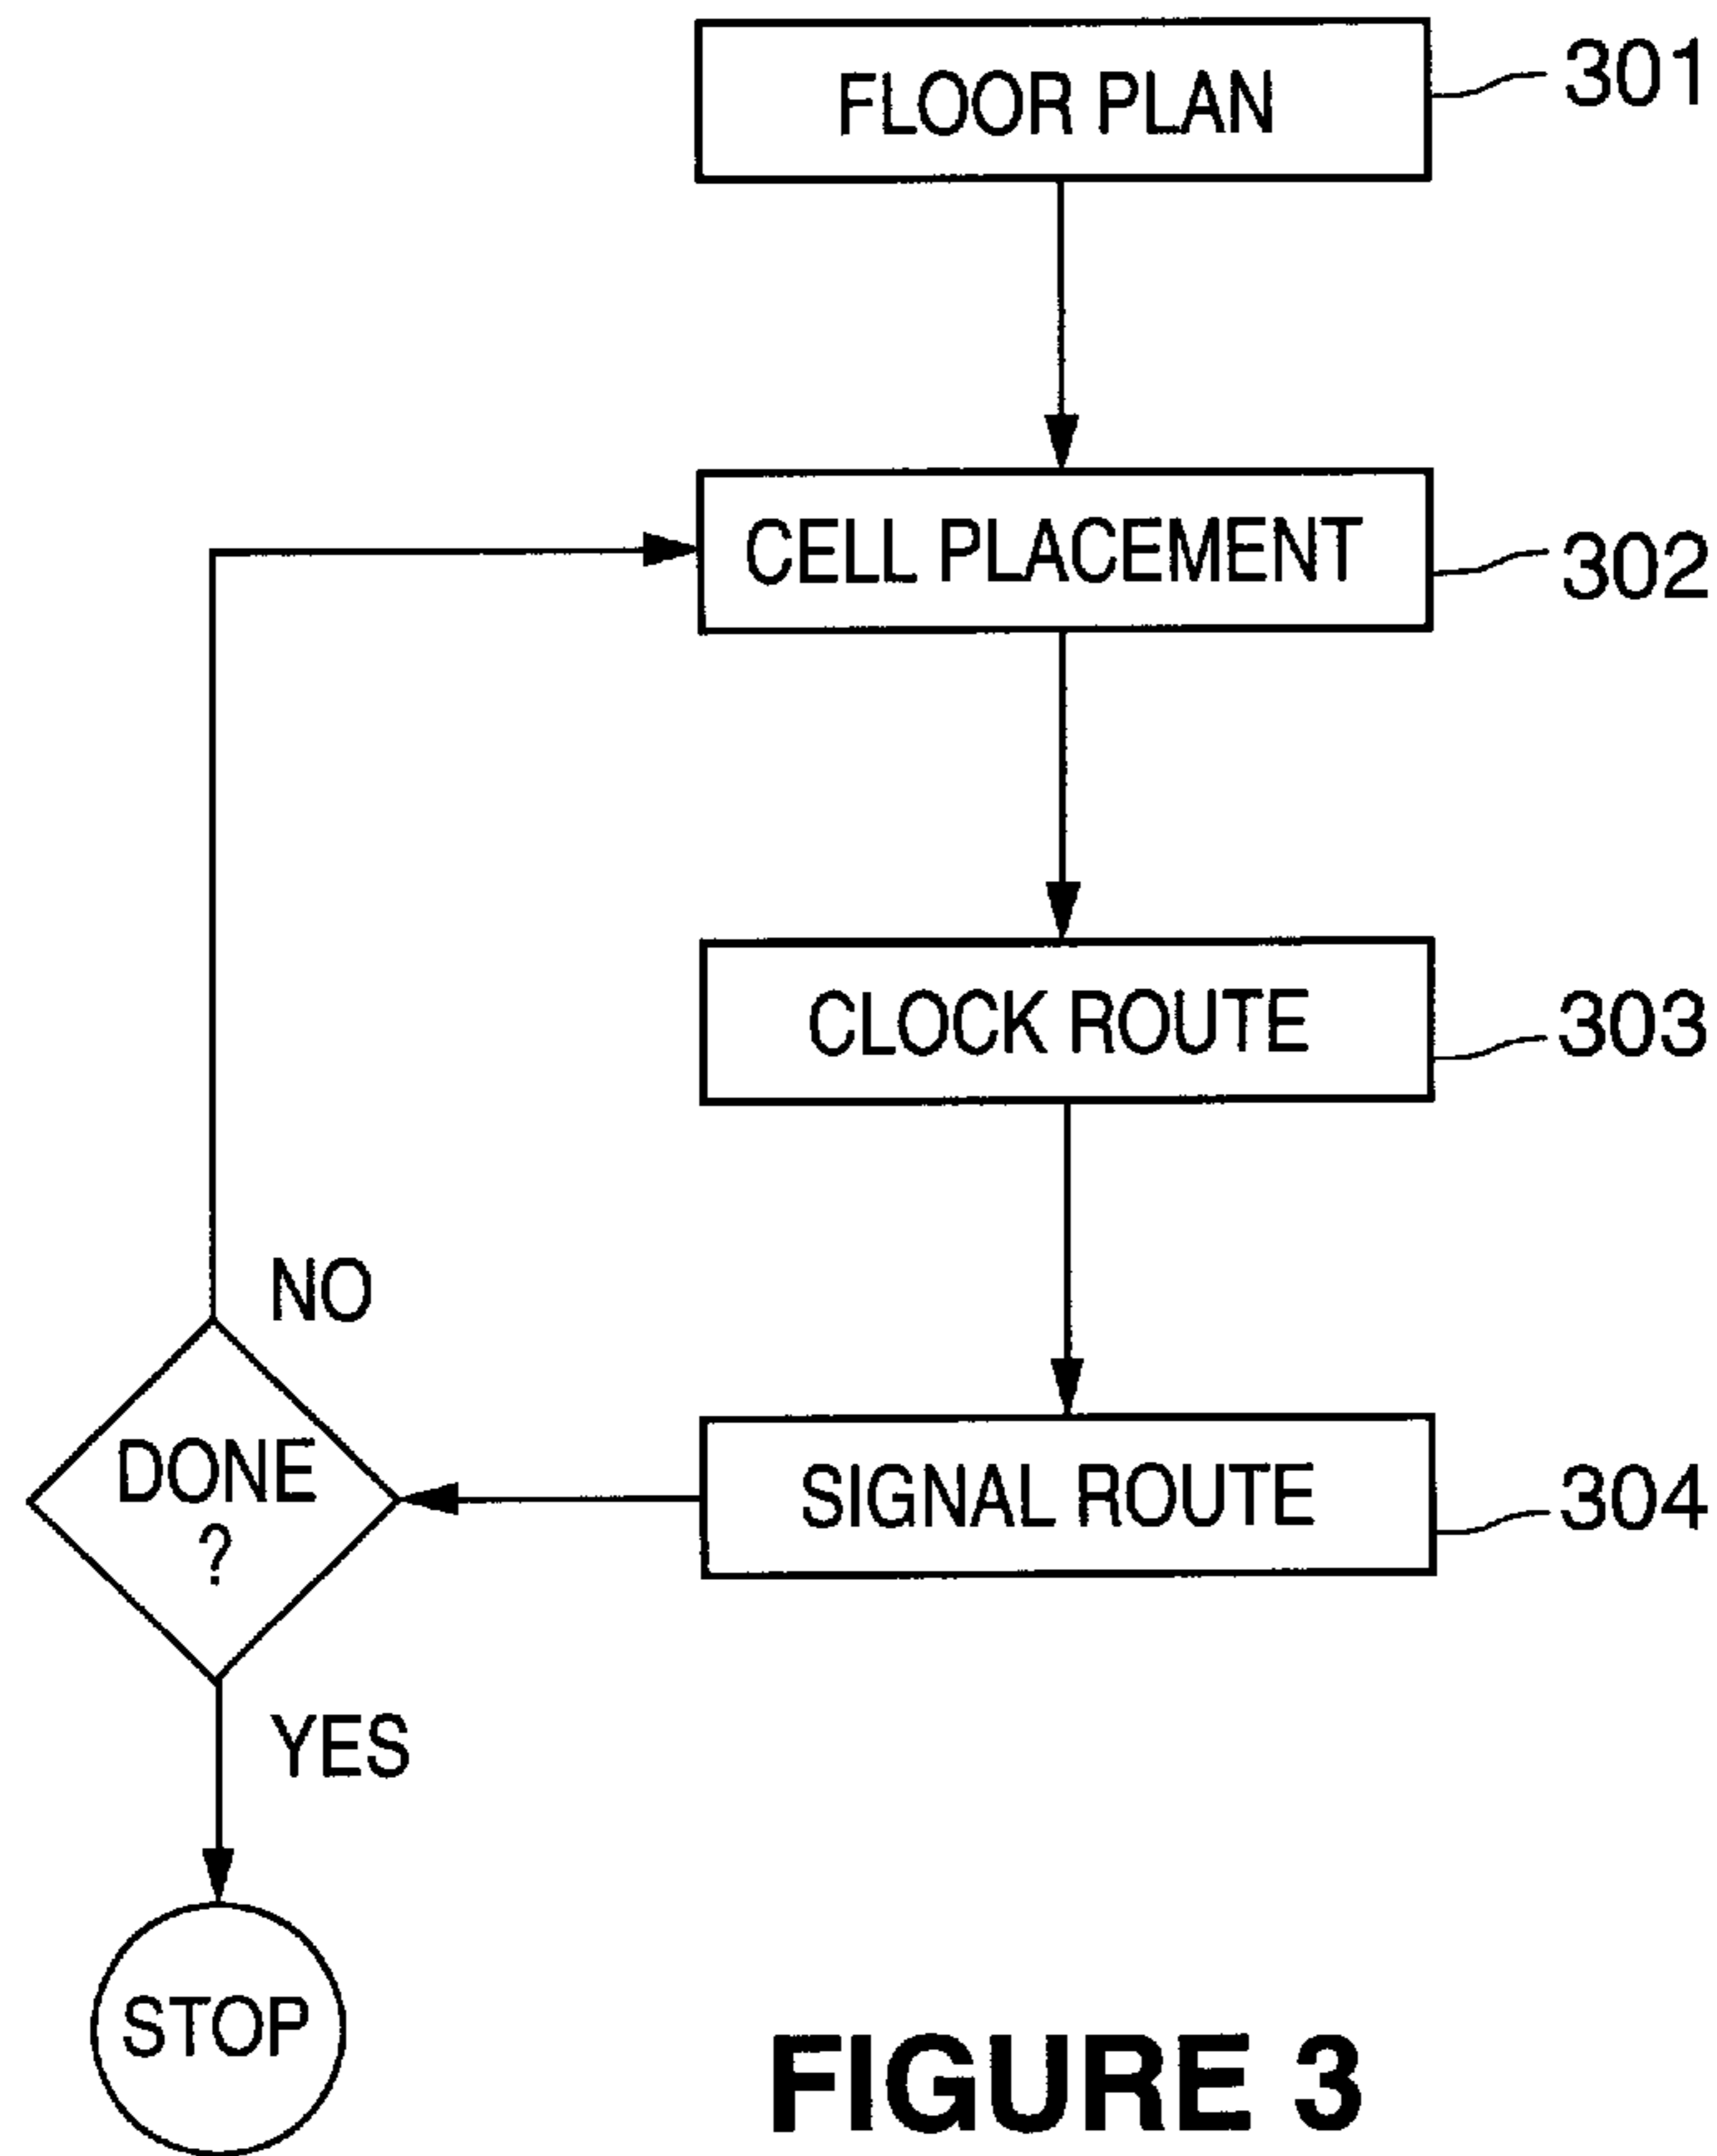 FLOOR PLAN
301
CELL PLACEMENT
302
CLOCK ROUTE
303
NO
DONE
?
SIGNAL ROUTE
304
YES
STOP
FIGURE 3